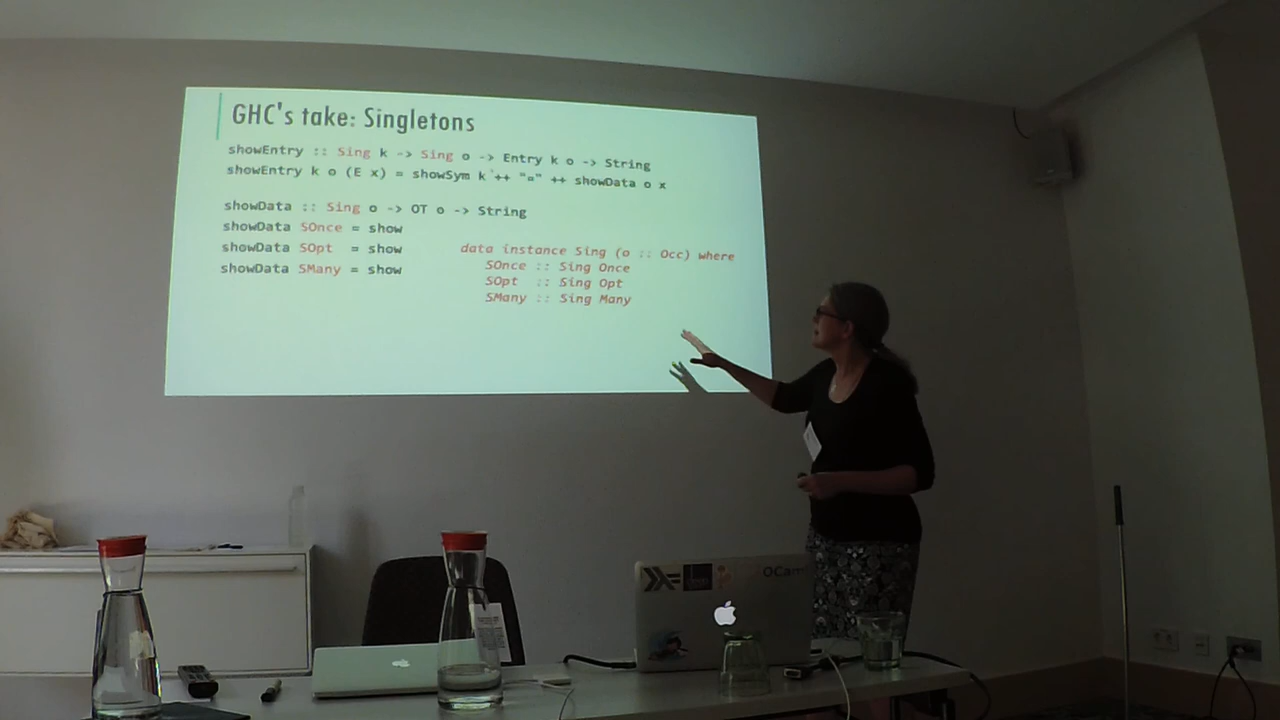 GHC's take: Singletons
showEntry :: Sing k -> Sing o -> Entry k o -> String
showEntry k o (E x) = showSym k ++ "=" ++ showData o x
showData :: Sing o -> OT o -> String
showData SOnce = show
showData SOpt = show
showData SMany = show
data instance Sing (o :: Occ) where
SOnce :: Sing Once
SOpt :: Sing Opt
SMany :: Sing Many